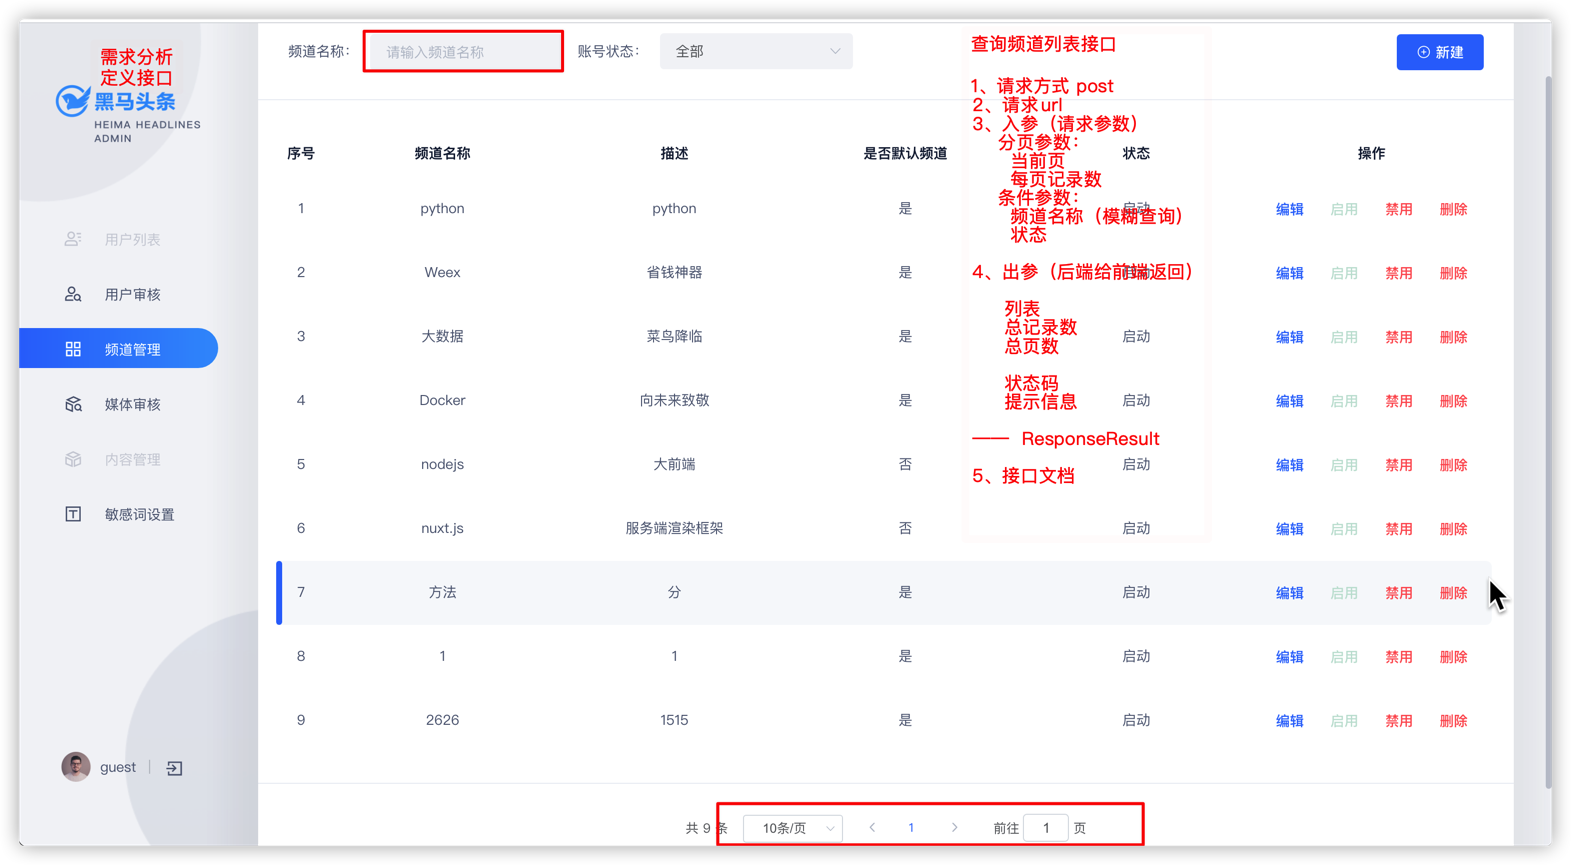 需求分析
定义接口
黑马头条
HEIMA HEADLINES
ADMIN
用户列表
用户审核
频道管理
媒体审核
内容管理
敏感词设置
guest
频道名称: 请输入频道名称 账号状态: 全部 新建
序号 频道名称 描述 是否默认频道 状态 操作
1 python python 是 启动 编辑 启用 禁用 删除
2 Weex 省钱神器 是 启动 编辑 启用 禁用 删除
3 大数据 菜鸟降临 是 启动 编辑 启用 禁用 删除
4 Docker 向未来致敬 是 启动 编辑 启用 禁用 删除
5 nodejs 大前端 否 启动 编辑 启用 禁用 删除
6 nuxt.js 服务端渲染框架 否 启动 编辑 启用 禁用 删除
7 方法 分 是 启动 编辑 启用 禁用 删除
8 1 1 是 启动 编辑 启用 禁用 删除
9 2626 1515 是 启动 编辑 启用 禁用 删除
共 9 条 10条/页 1 前往 1 页
查询频道列表接口
1、请求方式 post
2、请求url
3、入参（请求参数）
分页参数：
当前页
每页记录数
条件参数：
频道名称（模糊查询）
状态
4、出参（后端给前端返回）
列表
总记录数
总页数
状态码
提示信息
—— ResponseResult
5、接口文档